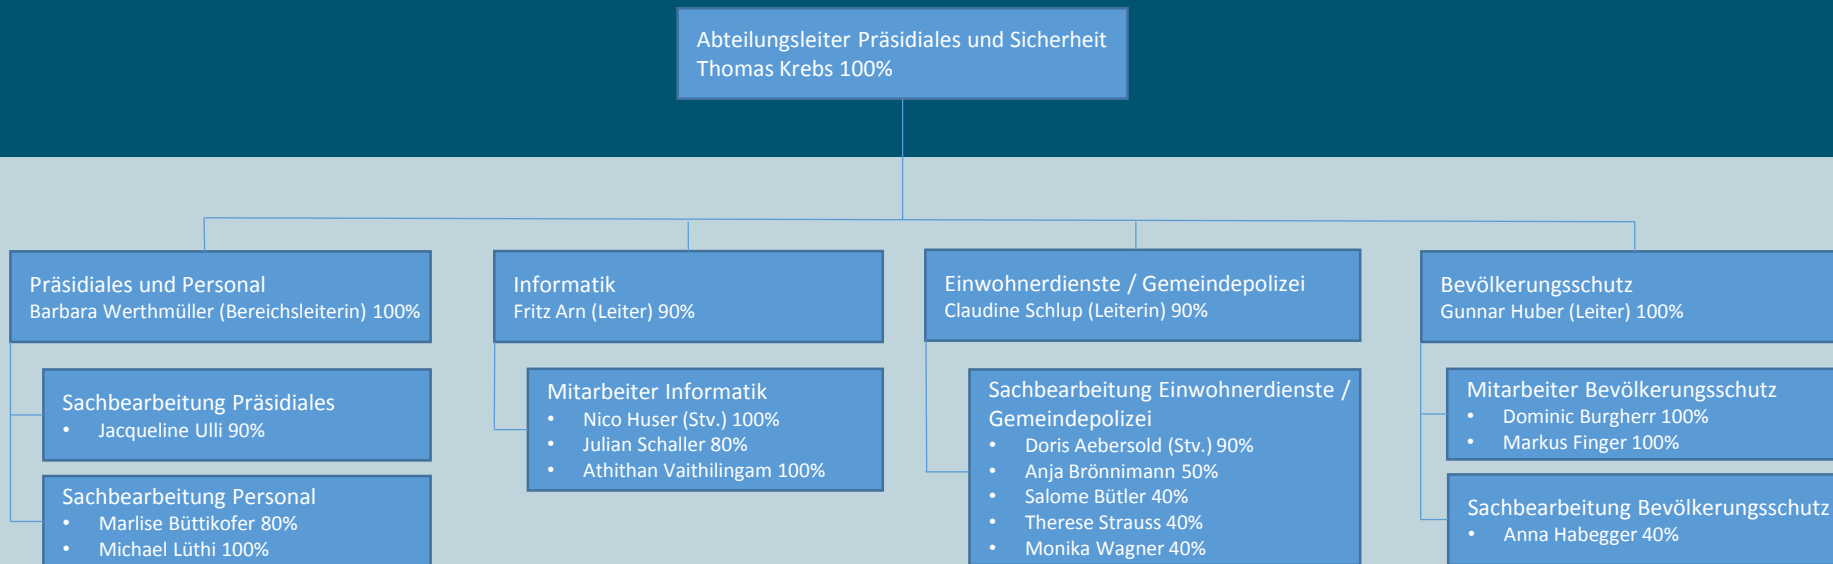 Abteilungsleiter Präsidiales und Sicherheit
Thomas Krebs 100%
Präsidiales und Personal
Barbara Werthmüller (Bereichsleiterin) 100%
Sachbearbeitung Präsidiales
• Jacqueline Ulli 90%
Sachbearbeitung Personal
• Marlise Büttikofer 80%
• Michael Lüthi 100%
Informatik
Fritz Arn (Leiter) 90%
Mitarbeiter Informatik
• Nico Huser (Stv.) 100%
• Julian Schaller 80%
• Athithan Vaithilingam 100%
Einwohnerdienste / Gemeindepolizei
Claudine Schlup (Leiterin) 90%
Sachbearbeitung Einwohnerdienste /
Gemeindepolizei
• Doris Aebersold (Stv.) 90%
• Anja Brönnimann 50%
• Salome Bütler 40%
• Therese Strauss 40%
• Monika Wagner 40%
Bevölkerungsschutz
Gunnar Huber (Leiter) 100%
Mitarbeiter Bevölkerungsschutz
• Dominic Burgherr 100%
• Markus Finger 100%
Sachbearbeitung Bevölkerungsschutz
• Anna Habegger 40%